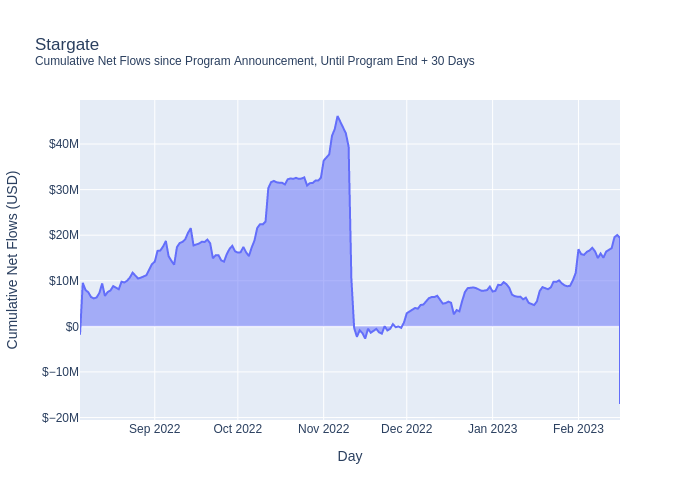 Stargate
Cumulative Net Flows since Program Announcement, Until Program End + 30 Days
Cumulative Net Flows (USD)
$40M
$30M
$20M
$10M
$0
$−10M
$−20M
Sep 2022
Oct 2022
Nov 2022
Dec 2022
Jan 2023
Feb 2023
Day